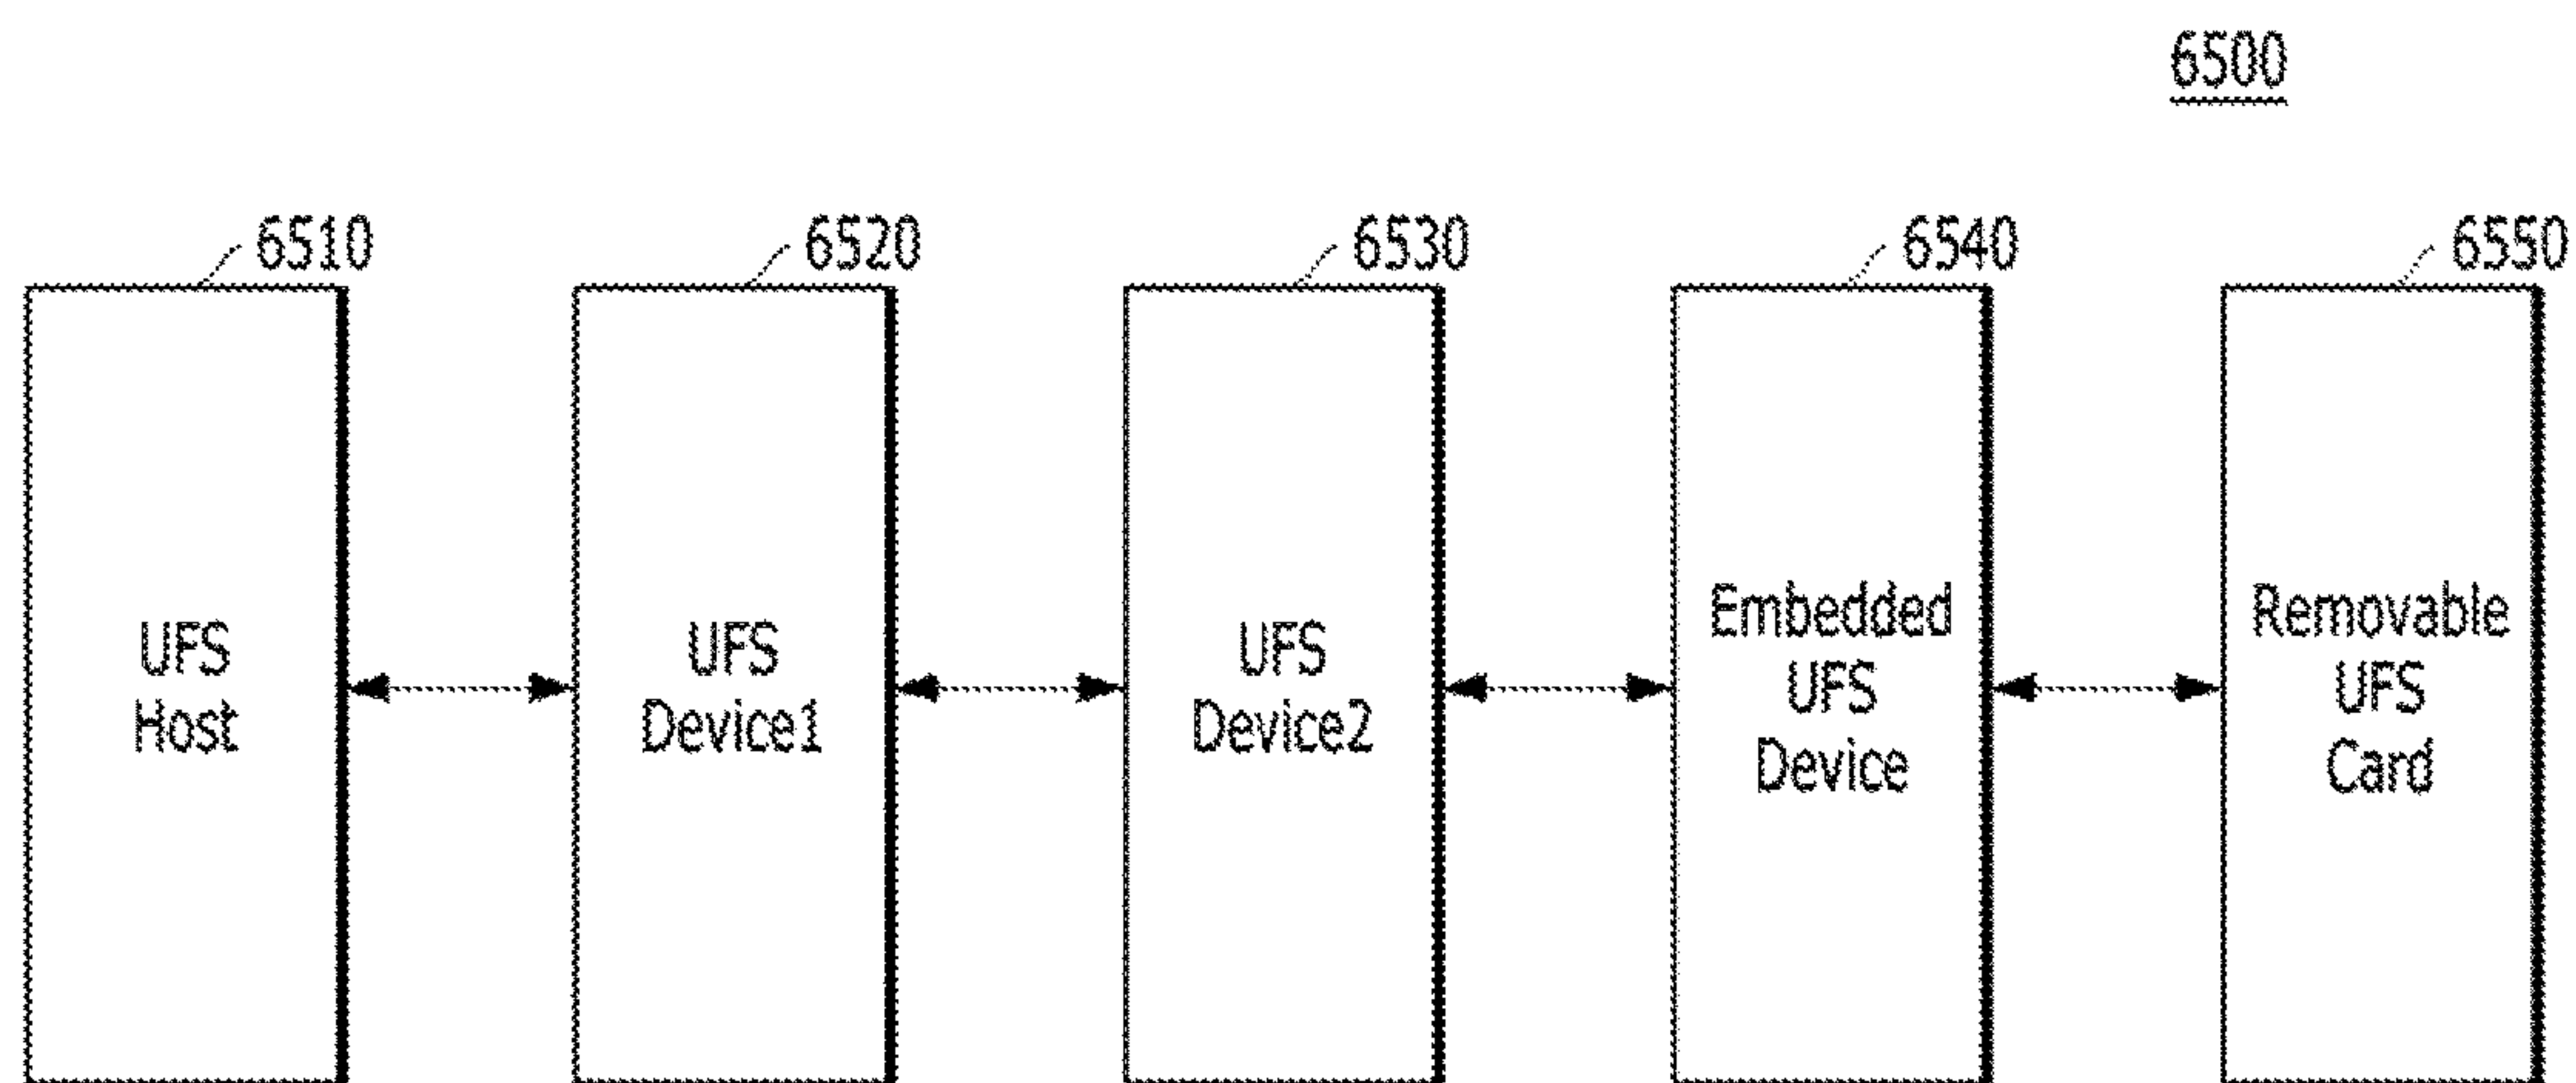 6500
6510
6520
6530
6540
6550
UFS
Host
UFS
Device1
UFS
Device2
Embedded
UFS
Device
Removable
UFS
Card